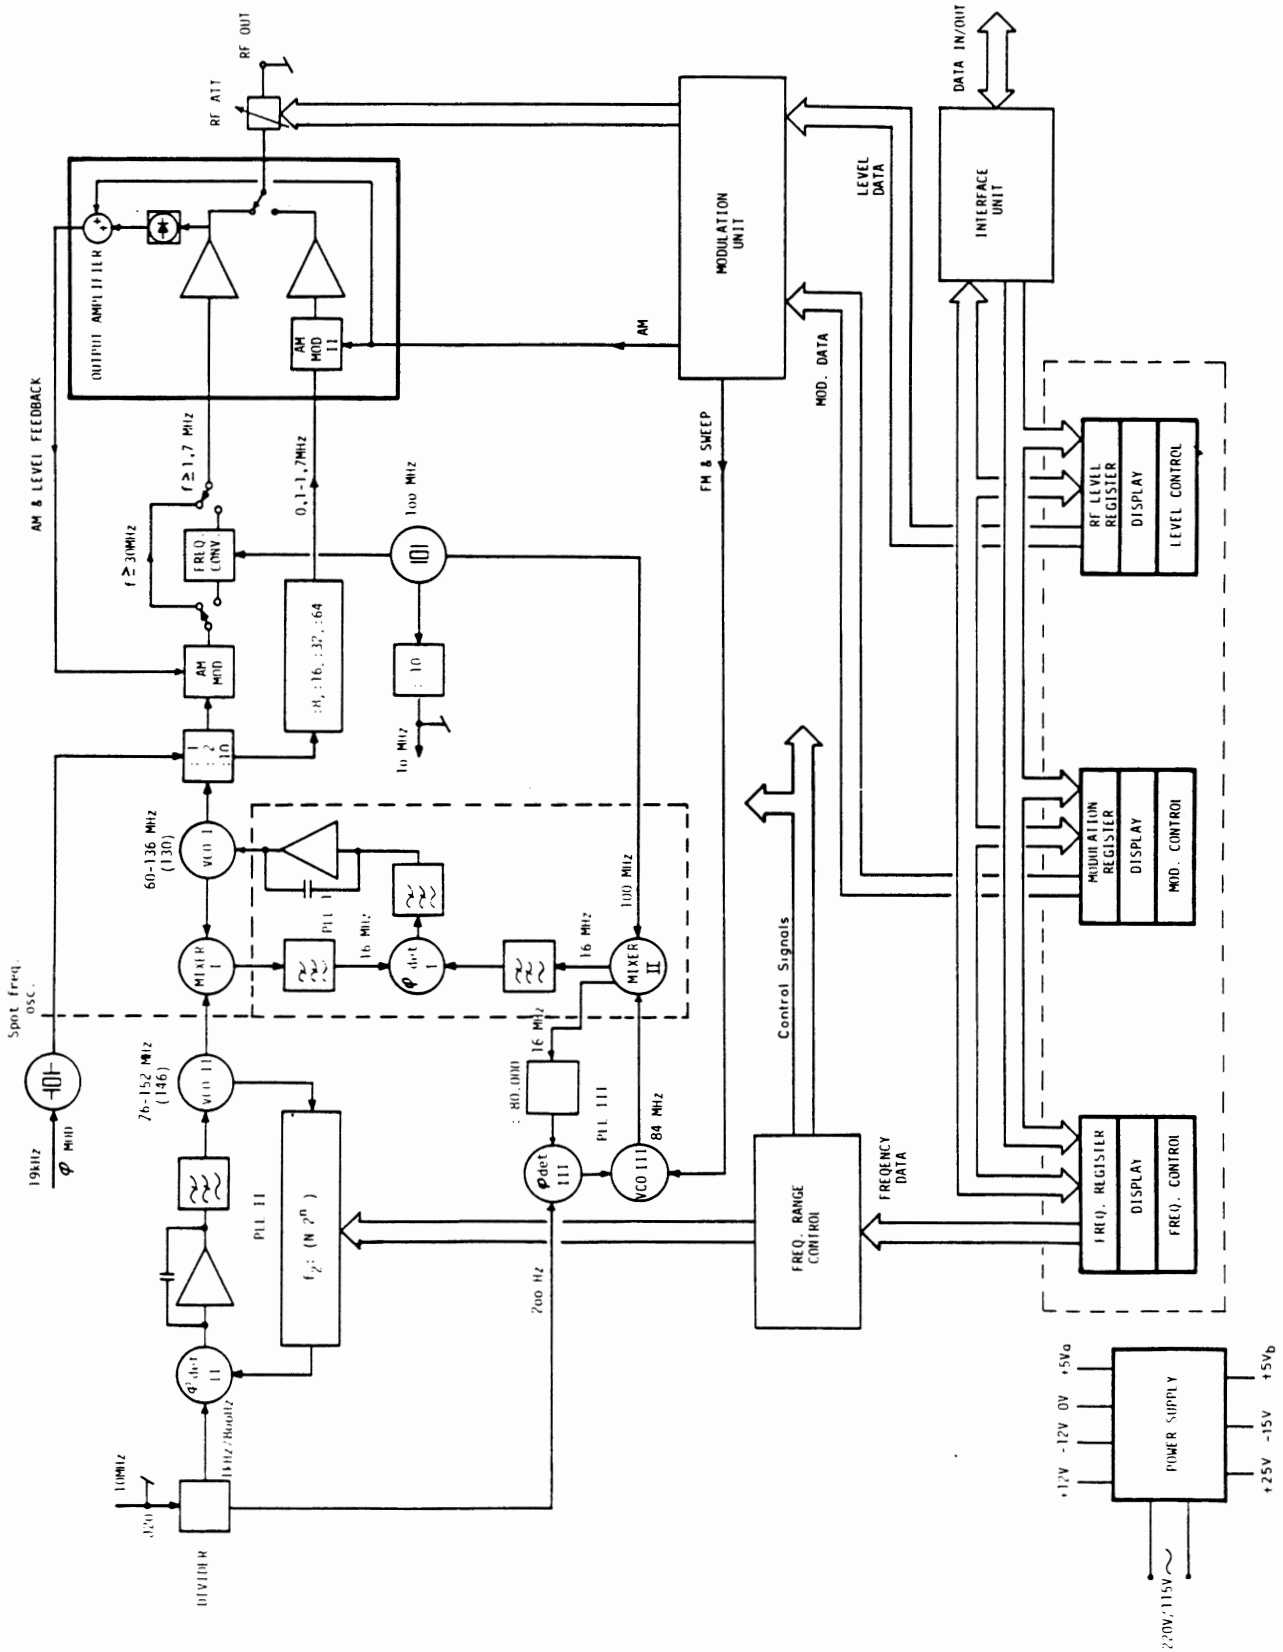 Spot freq.
osc.
19kHz
φ MOD
AM & LEVEL FEEDBACK
OUTPUT AMPLIFIER
RF ATT
RF OUT
10MHz
J20
DIVIDER
1kHz/800Hz
φ det
II
PLL II
f2: (N 2ⁿ)
76-152 MHz
(146)
VCO II
MIXER
I
60-136 MHz
(130)
VCO I
: 1
: 2
:10
AM
MOD
f≥30MHz
FREQ.
CONV.
f≥1,7 MHz
:8, :16, :32, :64
0,1-1,7MHz
AM
MOD
II
PLL I
16 MHz
φ det
I
16 MHz
MIXER
II
100 MHz
: 10
10 MHz
100 MHz
16 MHz
: 80.000
φdet
III
PLL III
VCO III
84 MHz
200 Hz
AM
FM & SWEEP
MODULATION
UNIT
FREQ. RANGE
CONTROL
Control Signals
FREQENCY
DATA
MOD. DATA
LEVEL
DATA
INTERFACE
UNIT
DATA IN/OUT
FREQ. REGISTER
DISPLAY
FREQ. CONTROL
MODULATION
REGISTER
DISPLAY
MOD. CONTROL
RF LEVEL
REGISTER
DISPLAY
LEVEL CONTROL
+12V -12V 0V +5Va
POWER SUPPLY
220V/115V ~
+25V -15V +5Vb